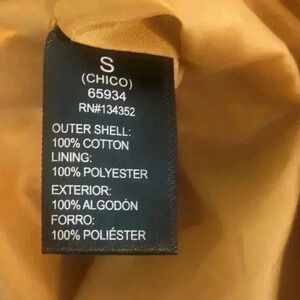 S
(CHICO)
65934
RN#134352
OUTER SHELL:
100% COTTON
LINING:
100% POLYESTER
EXTERIOR:
100% ALGODÓN
FORRO:
100% POLIÉSTER